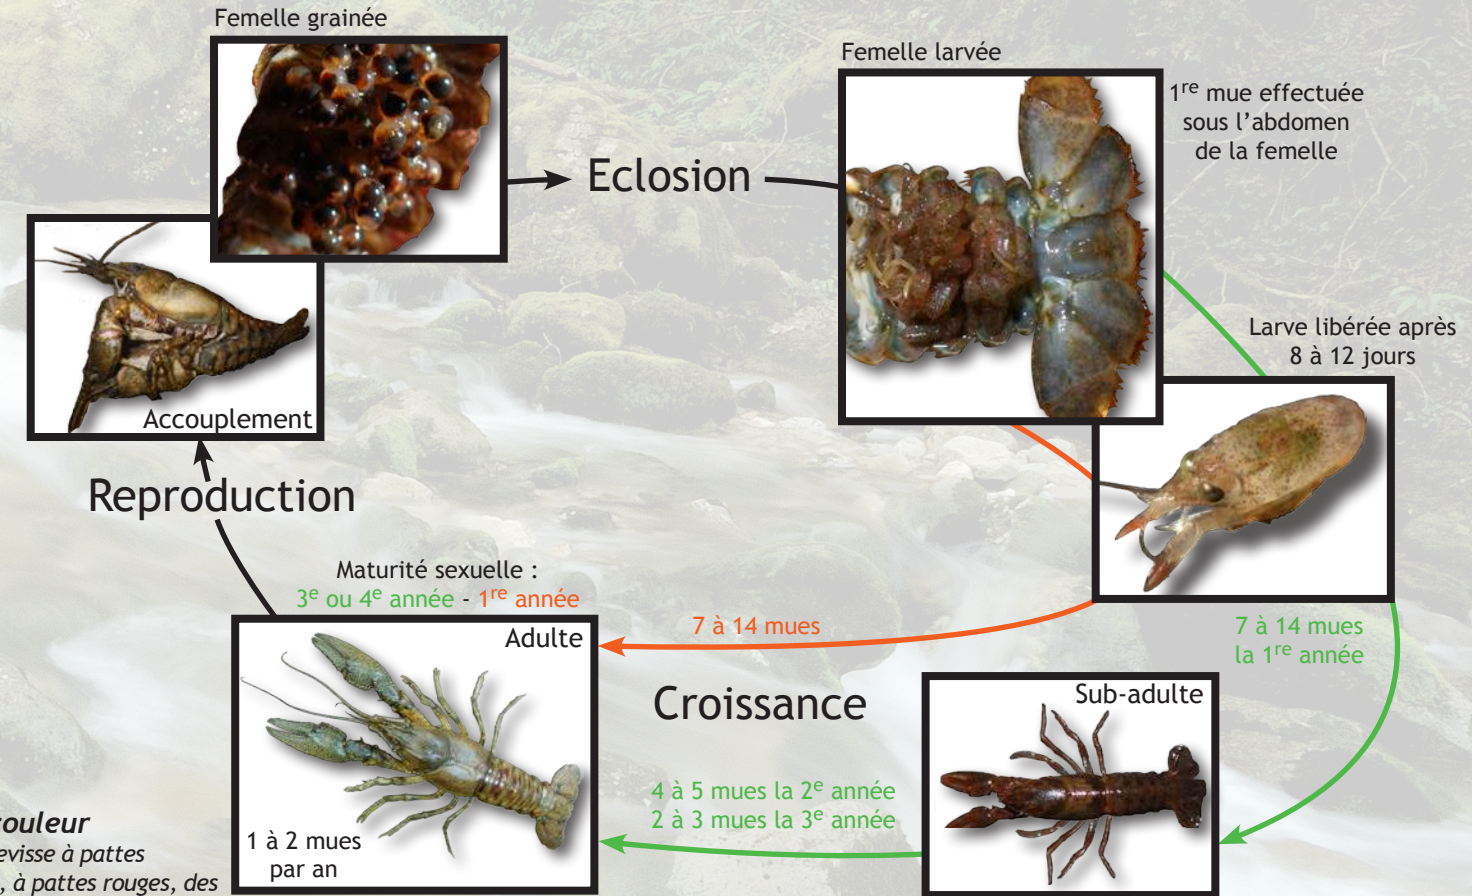 Femelle grainée
Femelle larvée
1re mue effectuée
sous l'abdomen
de la femelle
Eclosion
Larve libérée après
8 à 12 jours
Accouplement
Reproduction
Maturité sexuelle :
3e ou 4e année - 1re année
Adulte
7 à 14 mues
7 à 14 mues
la 1re année
Croissance
Sub-adulte
4 à 5 mues la 2e année
2 à 3 mues la 3e année
1 à 2 mues
par an
à pattes
, à pattes rouges, des